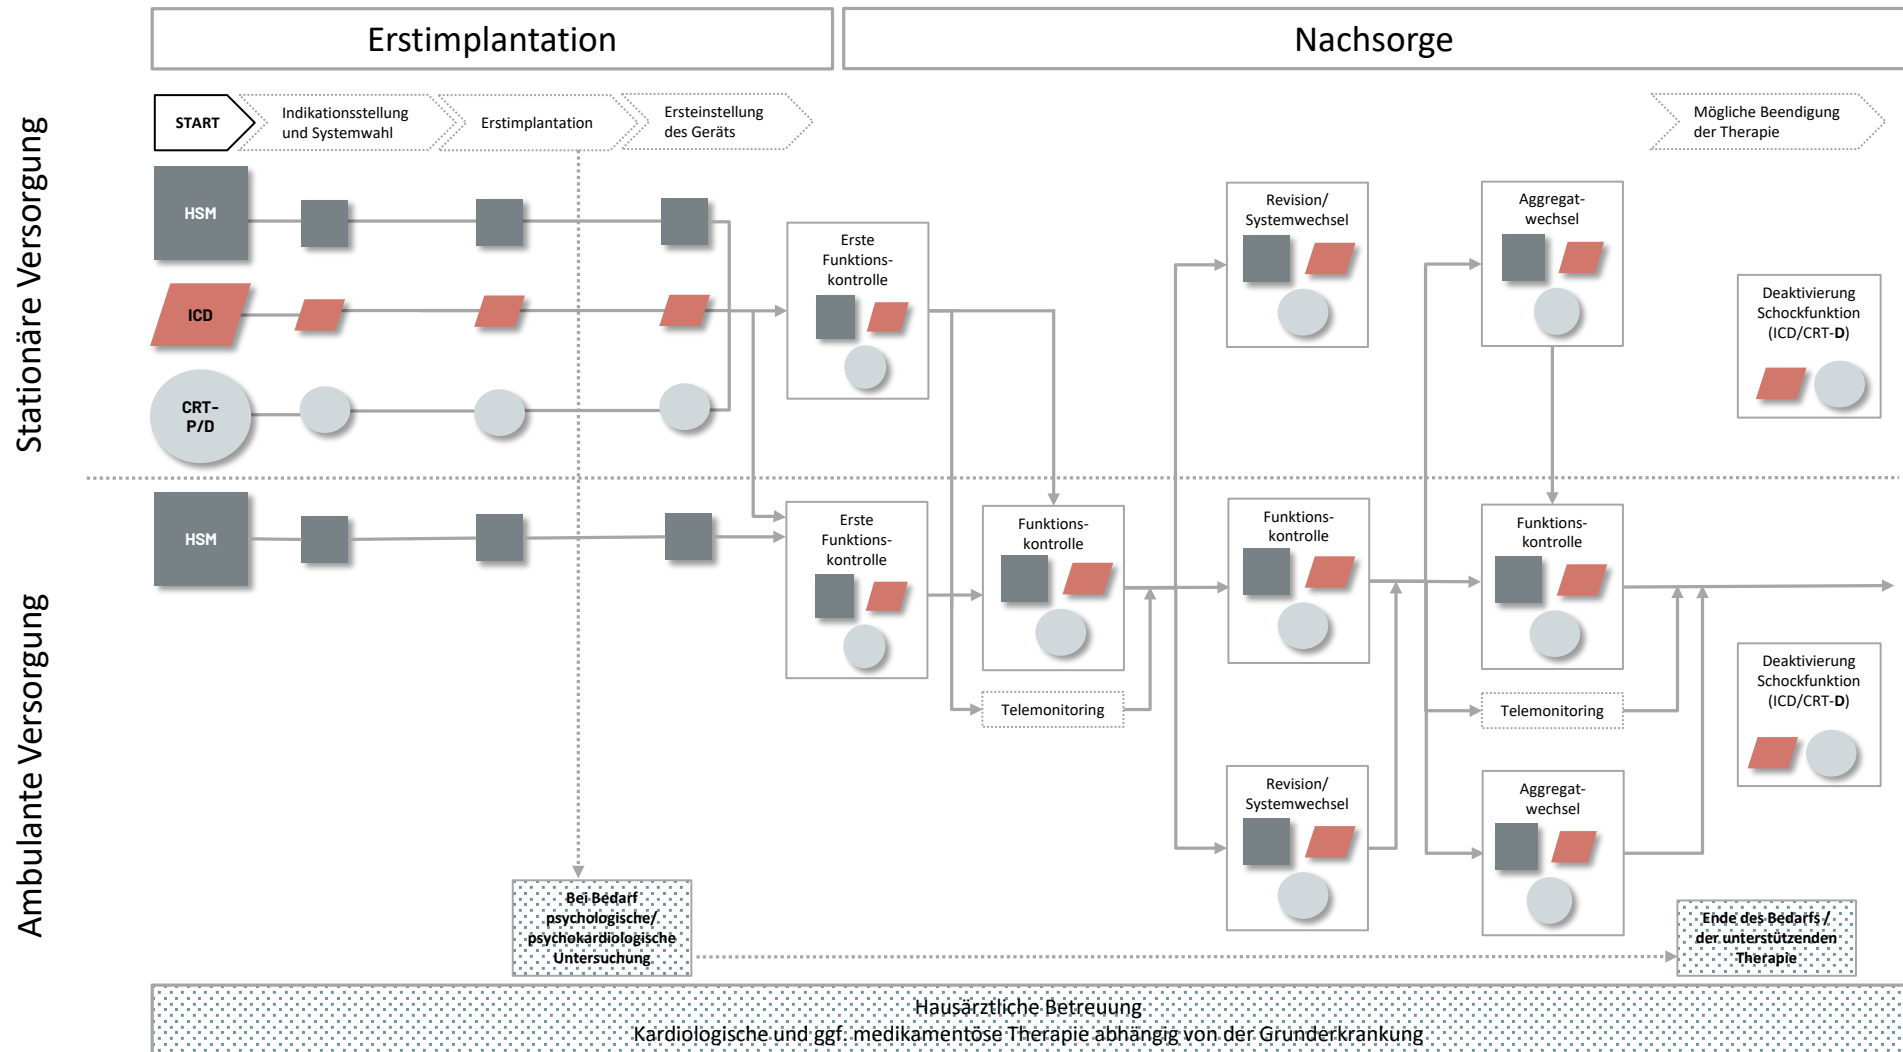 Erstimplantation
Nachsorge
Stationäre Versorgung
START
Indikationsstellung
und Systemwahl
Erstimplantation
Ersteinstellung
des Geräts
Mögliche Beendigung
der Therapie
HSM
ICD
CRT-
P/D
Erste
Funktions-
kontrolle
Revision/
Systemwechsel
Aggregat-
wechsel
Deaktivierung
Schockfunktion
(ICD/CRT-D)
Ambulante Versorgung
HSM
Erste
Funktions-
kontrolle
Funktions-
kontrolle
Telemonitoring
Funktions-
kontrolle
Revision/
Systemwechsel
Funktions-
kontrolle
Telemonitoring
Aggregat-
wechsel
Deaktivierung
Schockfunktion
(ICD/CRT-D)
Bei Bedarf
psychologische/
psychokardiologische
Untersuchung
Ende des Bedarfs /
der unterstützenden
Therapie
Hausärztliche Betreuung
Kardiologische und ggf. medikamentöse Therapie abhängig von der Grunderkrankung